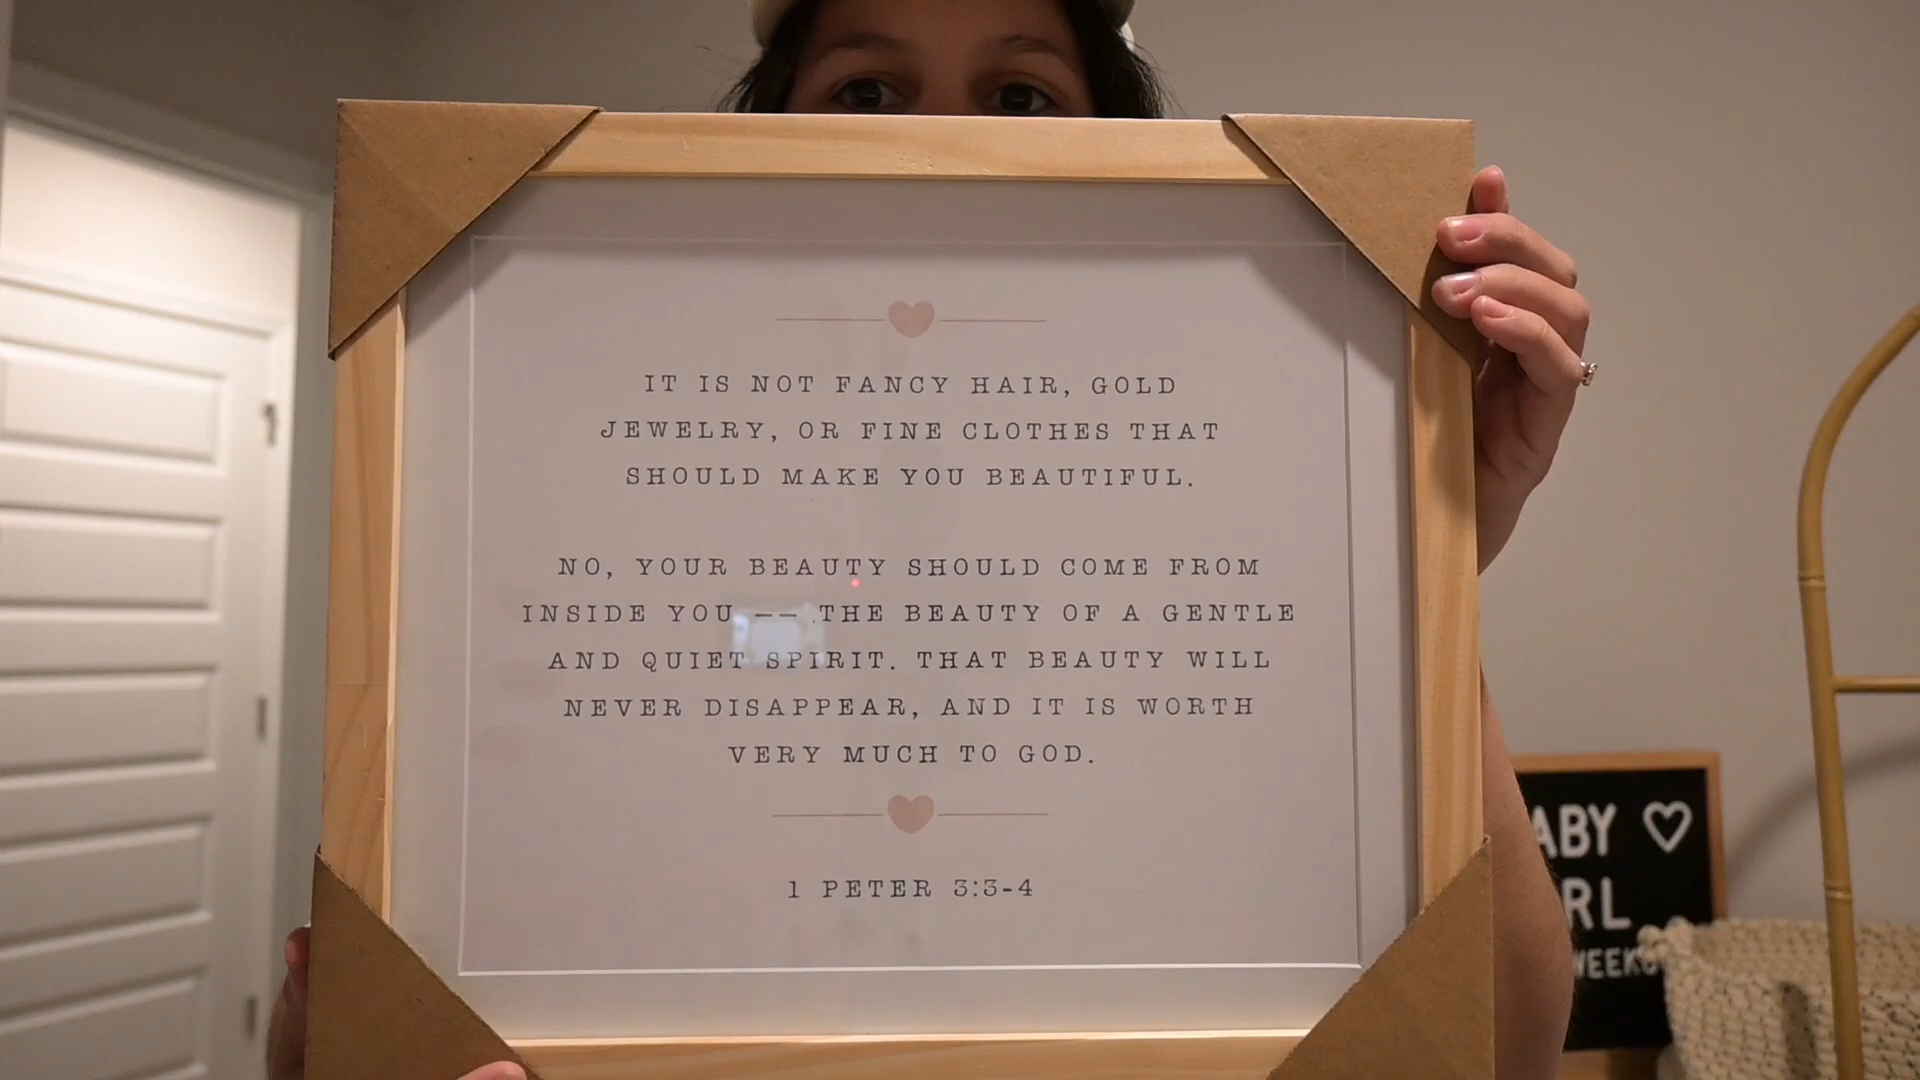 IT IS NOT FANCY HAIR, GOLD
JEWELRY, OR FINE CLOTHES THAT
SHOULD MAKE YOU BEAUTIFUL.
NO, YOUR BEAUTY SHOULD COME FROM
INSIDE YOU -- THE BEAUTY OF A GENTLE
AND QUIET SPIRIT. THAT BEAUTY WILL
NEVER DISAPPEAR, AND IT IS WORTH
VERY MUCH TO GOD.
1 PETER 3:3-4
ABY
RL
WEEKS